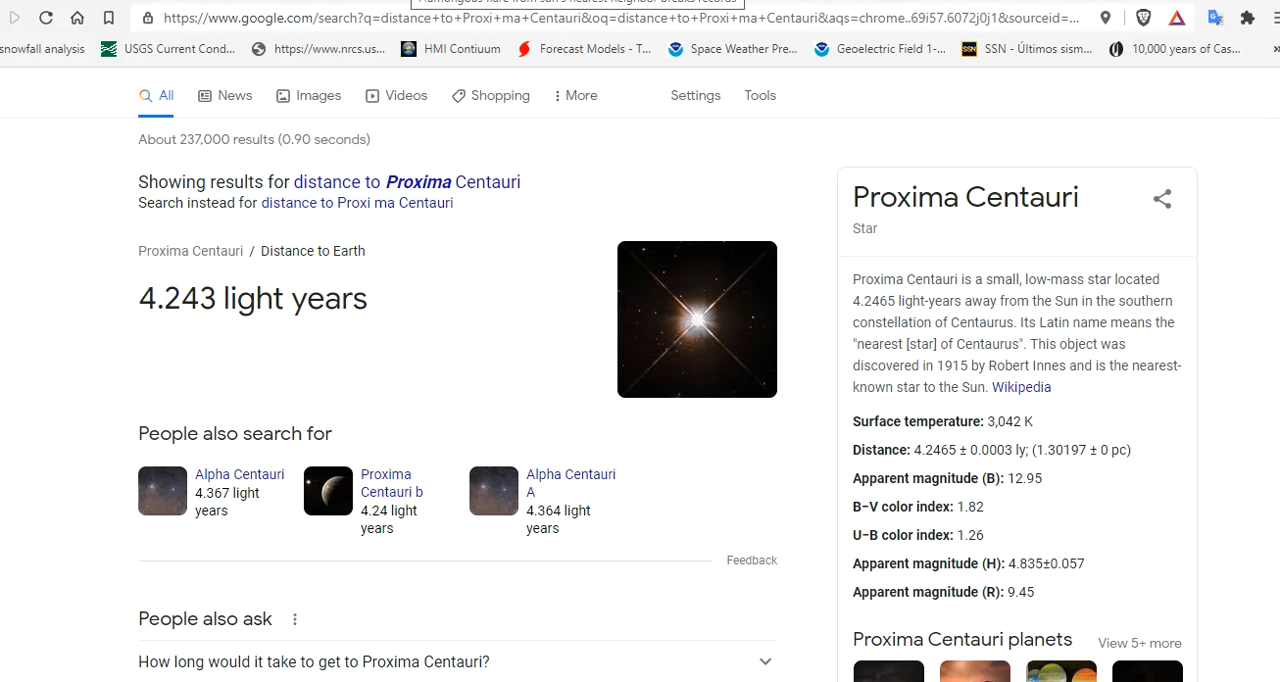 Humongous flare from sun's nearest neighbor breaks records
https://www.google.com/search?q=distance+to+Proxi+ma+Centauri&oq=distance+to+Proxi+ma+Centauri&aqs=chrome..69i57.6072j0j1&sourceid=...
snowfall analysis USGS Current Cond... https://www.nrcs.us... HMI Contiuum Forecast Models - T... Space Weather Pre... Geoelectric Field 1-... SSN SSN - Últimos sism... 10,000 years of Cas... »
All News Images Videos Shopping More Settings Tools
About 237,000 results (0.90 seconds)
Showing results for distance to Proxima Centauri
Search instead for distance to Proxi ma Centauri
Proxima Centauri / Distance to Earth
4.243 light years
People also search for
Alpha Centauri
4.367 light
years
Proxima
Centauri b
4.24 light
years
Alpha Centauri
A
4.364 light
years
Feedback
People also ask
How long would it take to get to Proxima Centauri?
Proxima Centauri
Star
Proxima Centauri is a small, low-mass star located
4.2465 light-years away from the Sun in the southern
constellation of Centaurus. Its Latin name means the
"nearest [star] of Centaurus". This object was
discovered in 1915 by Robert Innes and is the nearest-
known star to the Sun. Wikipedia
Surface temperature: 3,042 K
Distance: 4.2465 ± 0.0003 ly; (1.30197 ± 0 pc)
Apparent magnitude (B): 12.95
B-V color index: 1.82
U-B color index: 1.26
Apparent magnitude (H): 4.835±0.057
Apparent magnitude (R): 9.45
Proxima Centauri planets View 5+ more